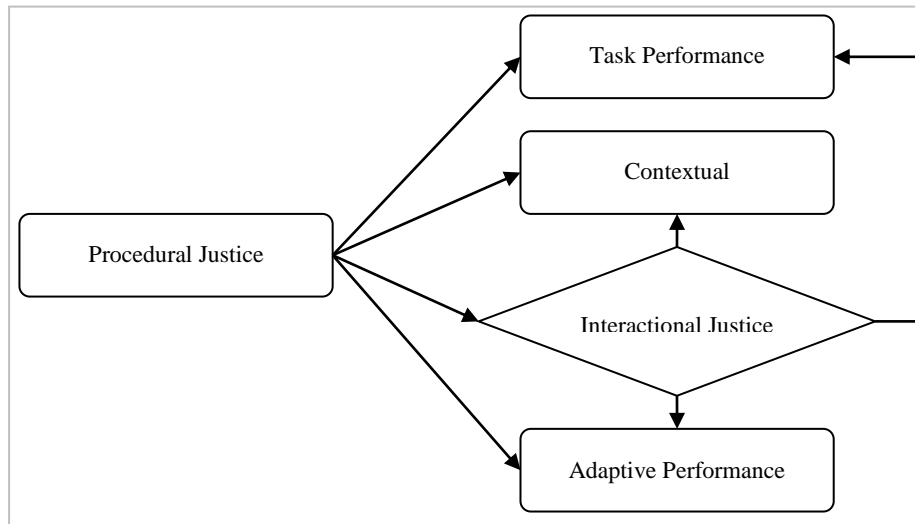 Task Performance
Contextual
Procedural Justice
Interactional Justice
Adaptive Performance